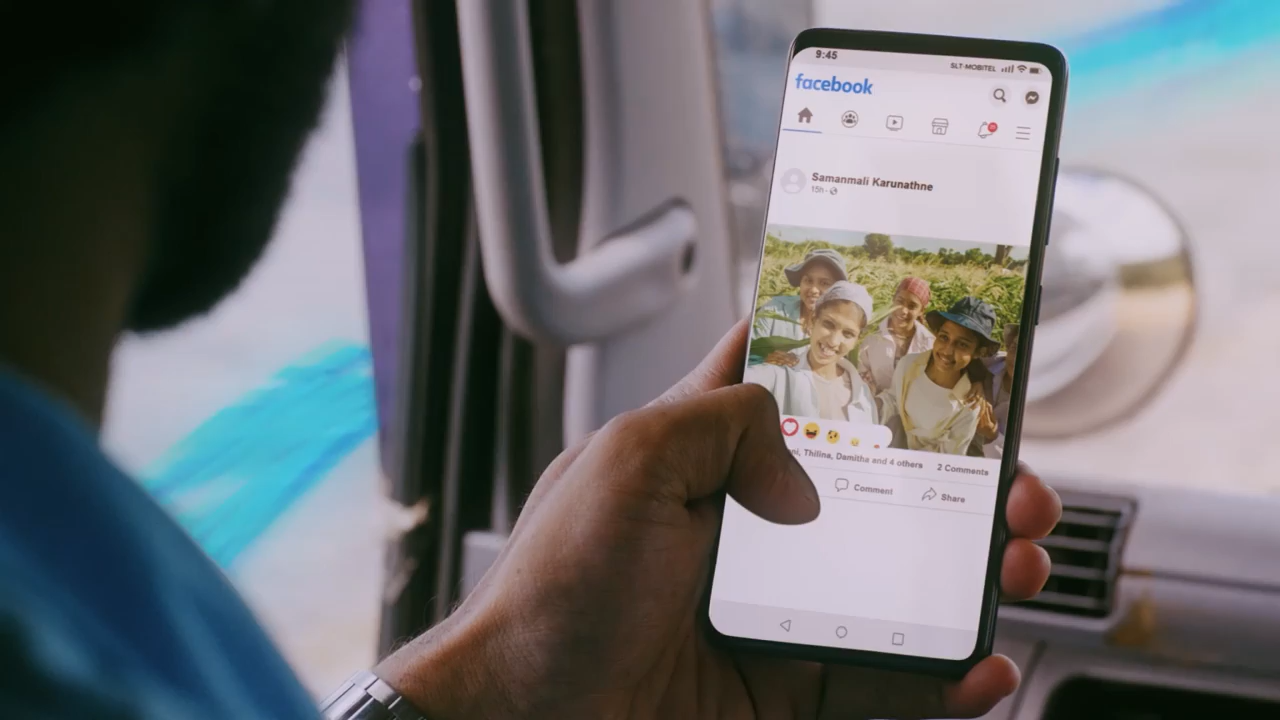 9:45
SLT-MOBITEL
facebook
Samanmali Karunathne
15h
Thilina, Damitha and 4 others
2 Comments
Comment
Share